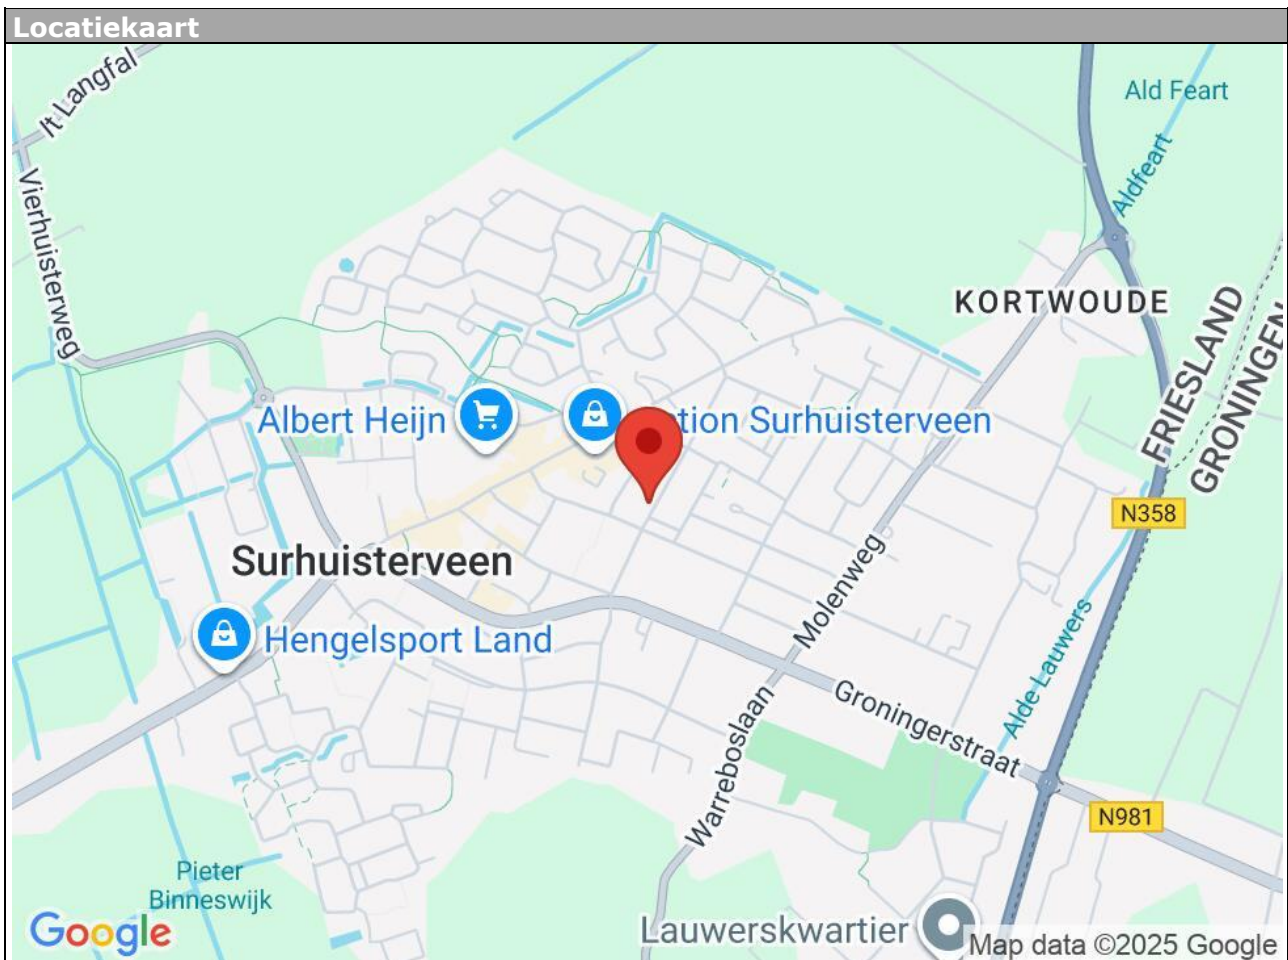 Locatiekaart
It Langfal
Ald Feart
Aldfeart
Vierhuisterweg
KORTWOUDE
FRIESLAND
GRONINGEN
Albert Heijn
tion Surhuisterveen
N358
Surhuisterveen
Molenweg
Hengelsport Land
Alde Lauwers
Groningerstraat
Warreboslaan
N981
Pieter
Binneswijk
Google
Lauwerskwartier
Map data ©2025 Google